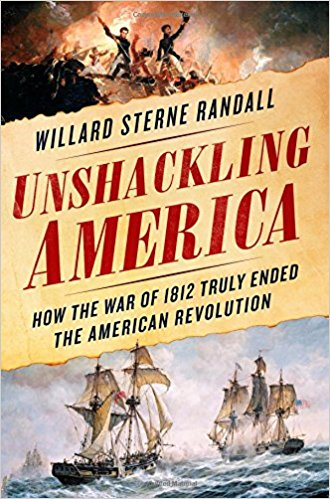 WILLARD STERNE RANDALL
UNSHACKLING
AMERICA
HOW THE WAR OF 1812 TRULY ENDED
THE AMERICAN REVOLUTION